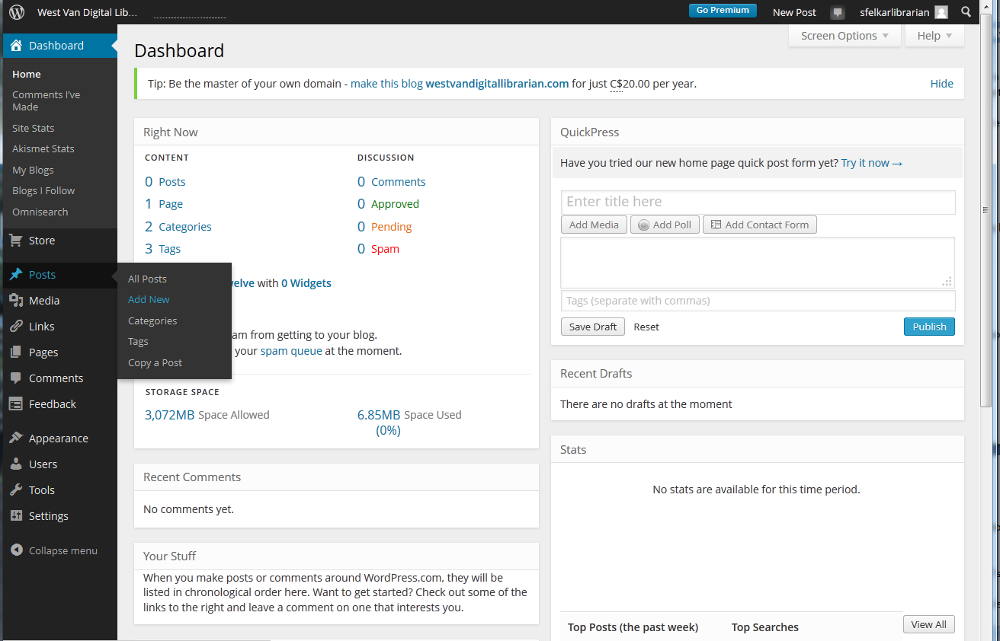 West Van Digital Lib…
Go Premium
New Post
sfelkarlibrarian
Dashboard
Home
Comments I've
Made
Site Stats
Akismet Stats
My Blogs
Blogs I Follow
Omnisearch
Store
Posts
All Posts
Add New
Categories
Tags
Copy a Post
Media
Links
Pages
Comments
Feedback
Appearance
Users
Tools
Settings
Collapse menu
Screen Options
Help
Dashboard
Tip: Be the master of your own domain - make this blog westvandigitallibrarian.com for just C$20.00 per year.
Hide
Right Now
CONTENT
0 Posts
1 Page
2 Categories
3 Tags
DISCUSSION
0 Comments
0 Approved
0 Pending
0 Spam
with 0 Widgets
from getting to your blog.
your spam queue at the moment.
STORAGE SPACE
3,072MB Space Allowed
6.85MB Space Used
(0%)
Recent Comments
No comments yet.
Your Stuff
When you make posts or comments around WordPress.com, they will be
listed in chronological order here. Want to get started? Check out some of the
links to the right and leave a comment on one that interests you.
QuickPress
Have you tried our new home page quick post form yet? Try it now →
Enter title here
Add Media
Add Poll
Add Contact Form
Tags (separate with commas)
Save Draft
Reset
Publish
Recent Drafts
There are no drafts at the moment
Stats
No stats are available for this time period.
Top Posts (the past week)
Top Searches
View All